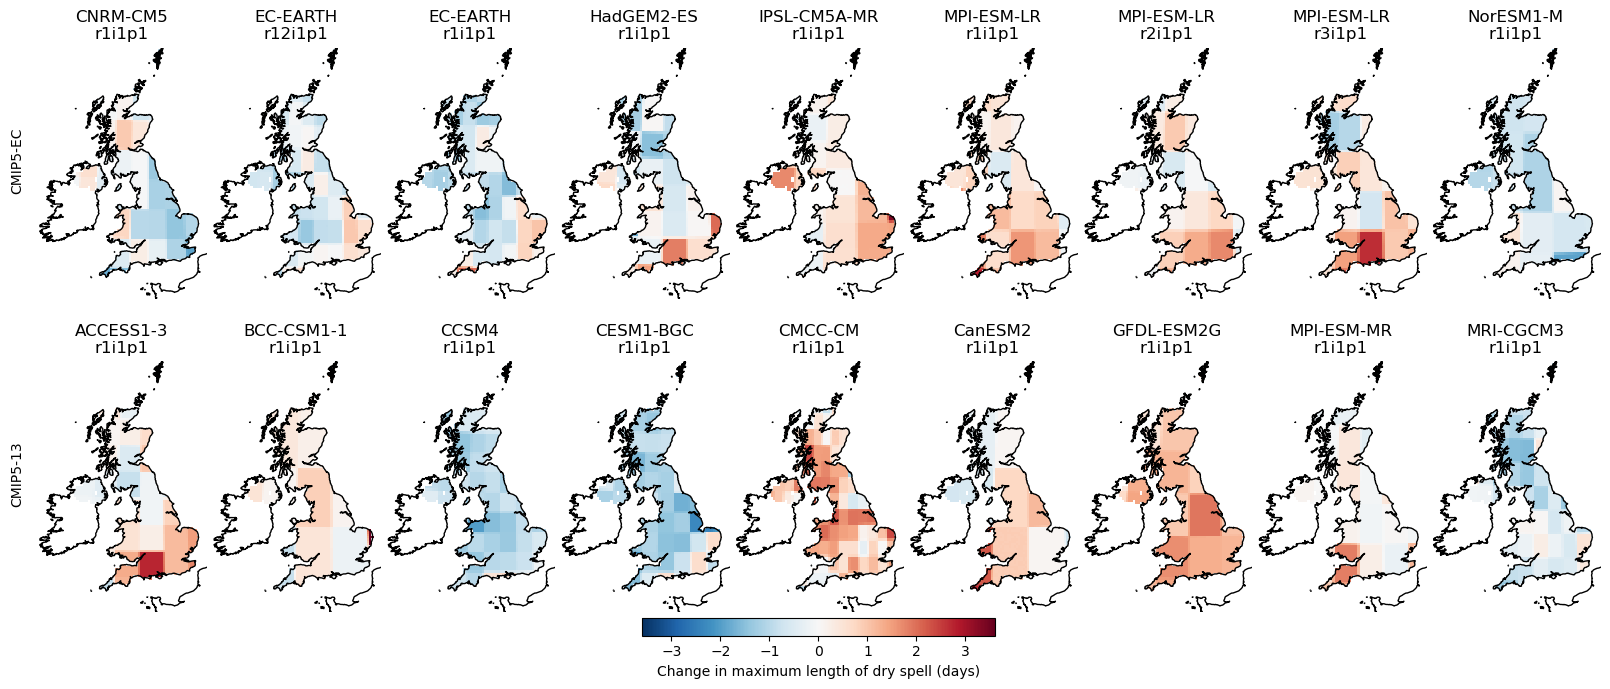 CNRM-CM5
r1i1p1
EC-EARTH
r12i1p1
EC-EARTH
r1i1p1
HadGEM2-ES
r1i1p1
IPSL-CM5A-MR
r1i1p1
MPI-ESM-LR
r1i1p1
MPI-ESM-LR
r2i1p1
MPI-ESM-LR
r3i1p1
NorESM1-M
r1i1p1
CMIP5-EC
ACCESS1-3
r1i1p1
BCC-CSM1-1
r1i1p1
CCSM4
r1i1p1
CESM1-BGC
r1i1p1
CMCC-CM
r1i1p1
CanESM2
r1i1p1
GFDL-ESM2G
r1i1p1
MPI-ESM-MR
r1i1p1
MRI-CGCM3
r1i1p1
CMIP5-13
−3 −2 −1 0 1 2 3
Change in maximum length of dry spell (days)